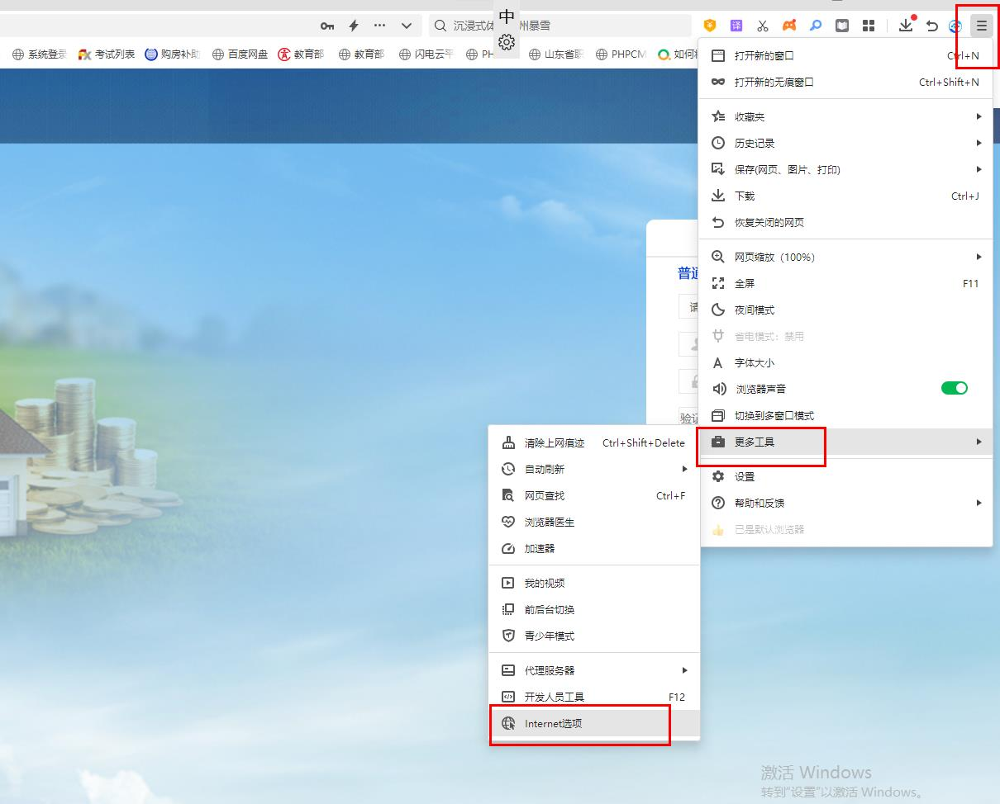 中
沉浸式体
州暴雪
译
系统登录
考试列表
购房补助
百度网盘
教育部
教育部
闪电云平
PH
山东省职
PHPCM
如何
打开新的窗口 Ctrl+N
打开新的无痕窗口 Ctrl+Shift+N
收藏夹
历史记录
保存(网页、图片、打印)
下载 Ctrl+J
恢复关闭的网页
网页缩放（100%）
全屏 F11
夜间模式
省电模式：禁用
字体大小
浏览器声音
切换到多窗口模式
更多工具
设置
帮助和反馈
已是默认浏览器
普通
请
验证
清除上网痕迹 Ctrl+Shift+Delete
自动刷新
网页查找 Ctrl+F
浏览器医生
加速器
我的视频
前后台切换
青少年模式
代理服务器
开发人员工具 F12
Internet选项
激活 Windows
转到"设置"以激活 Windows。